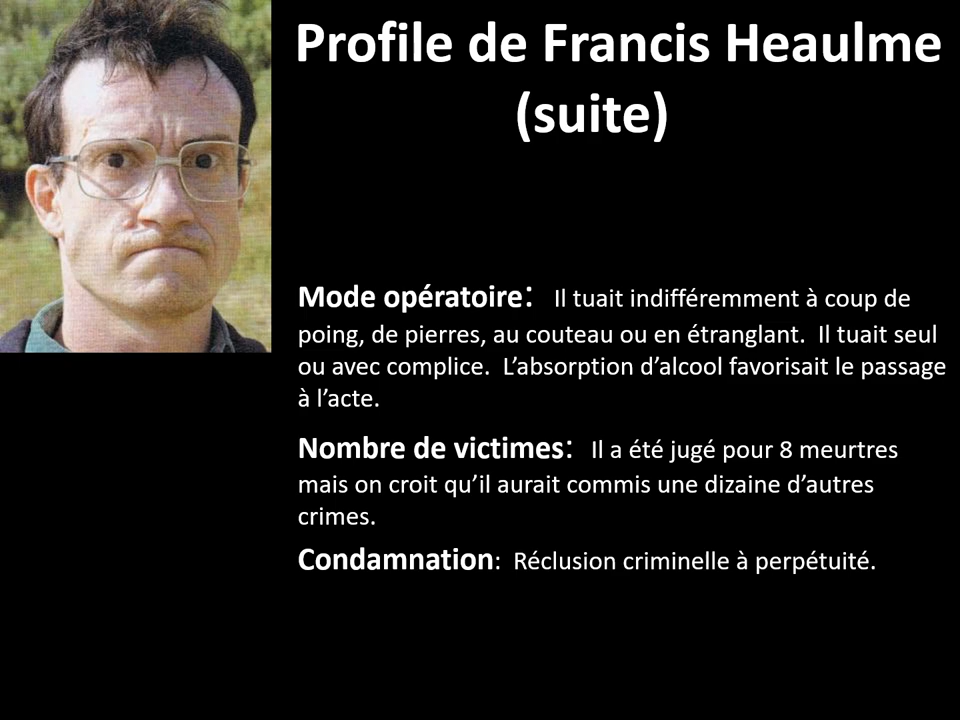 Profile de Francis Heaulme
(suite)
Mode opératoire: Il tuait indifféremment à coup de
poing, de pierres, au couteau ou en étranglant. Il tuait seul
ou avec complice. L’absorption d’alcool favorisait le passage
à l’acte.
Nombre de victimes: Il a été jugé pour 8 meurtres
mais on croit qu’il aurait commis une dizaine d’autres
crimes.
Condamnation: Réclusion criminelle à perpétuité.